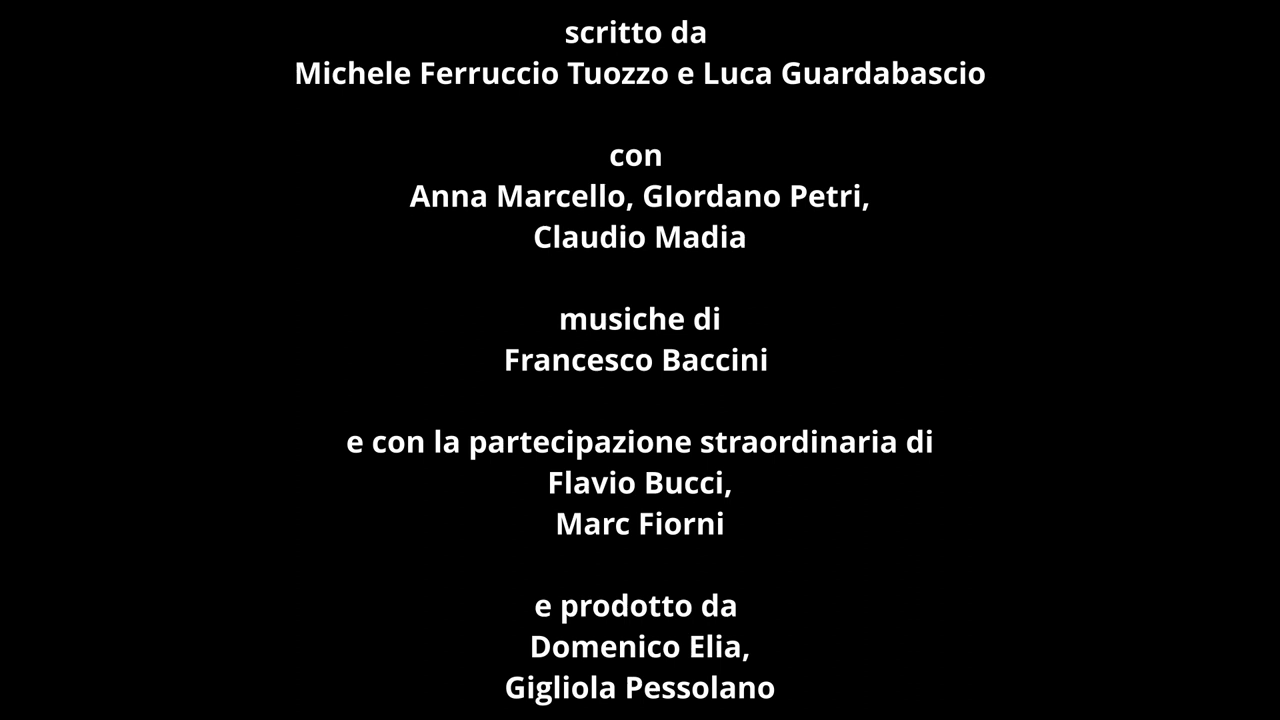 scritto da
Michele Ferruccio Tuozzo e Luca Guardabascio
con
Anna Marcello, GIordano Petri,
Claudio Madia
musiche di
Francesco Baccini
e con la partecipazione straordinaria di
Flavio Bucci,
Marc Fiorni
e prodotto da
Domenico Elia,
Gigliola Pessolano